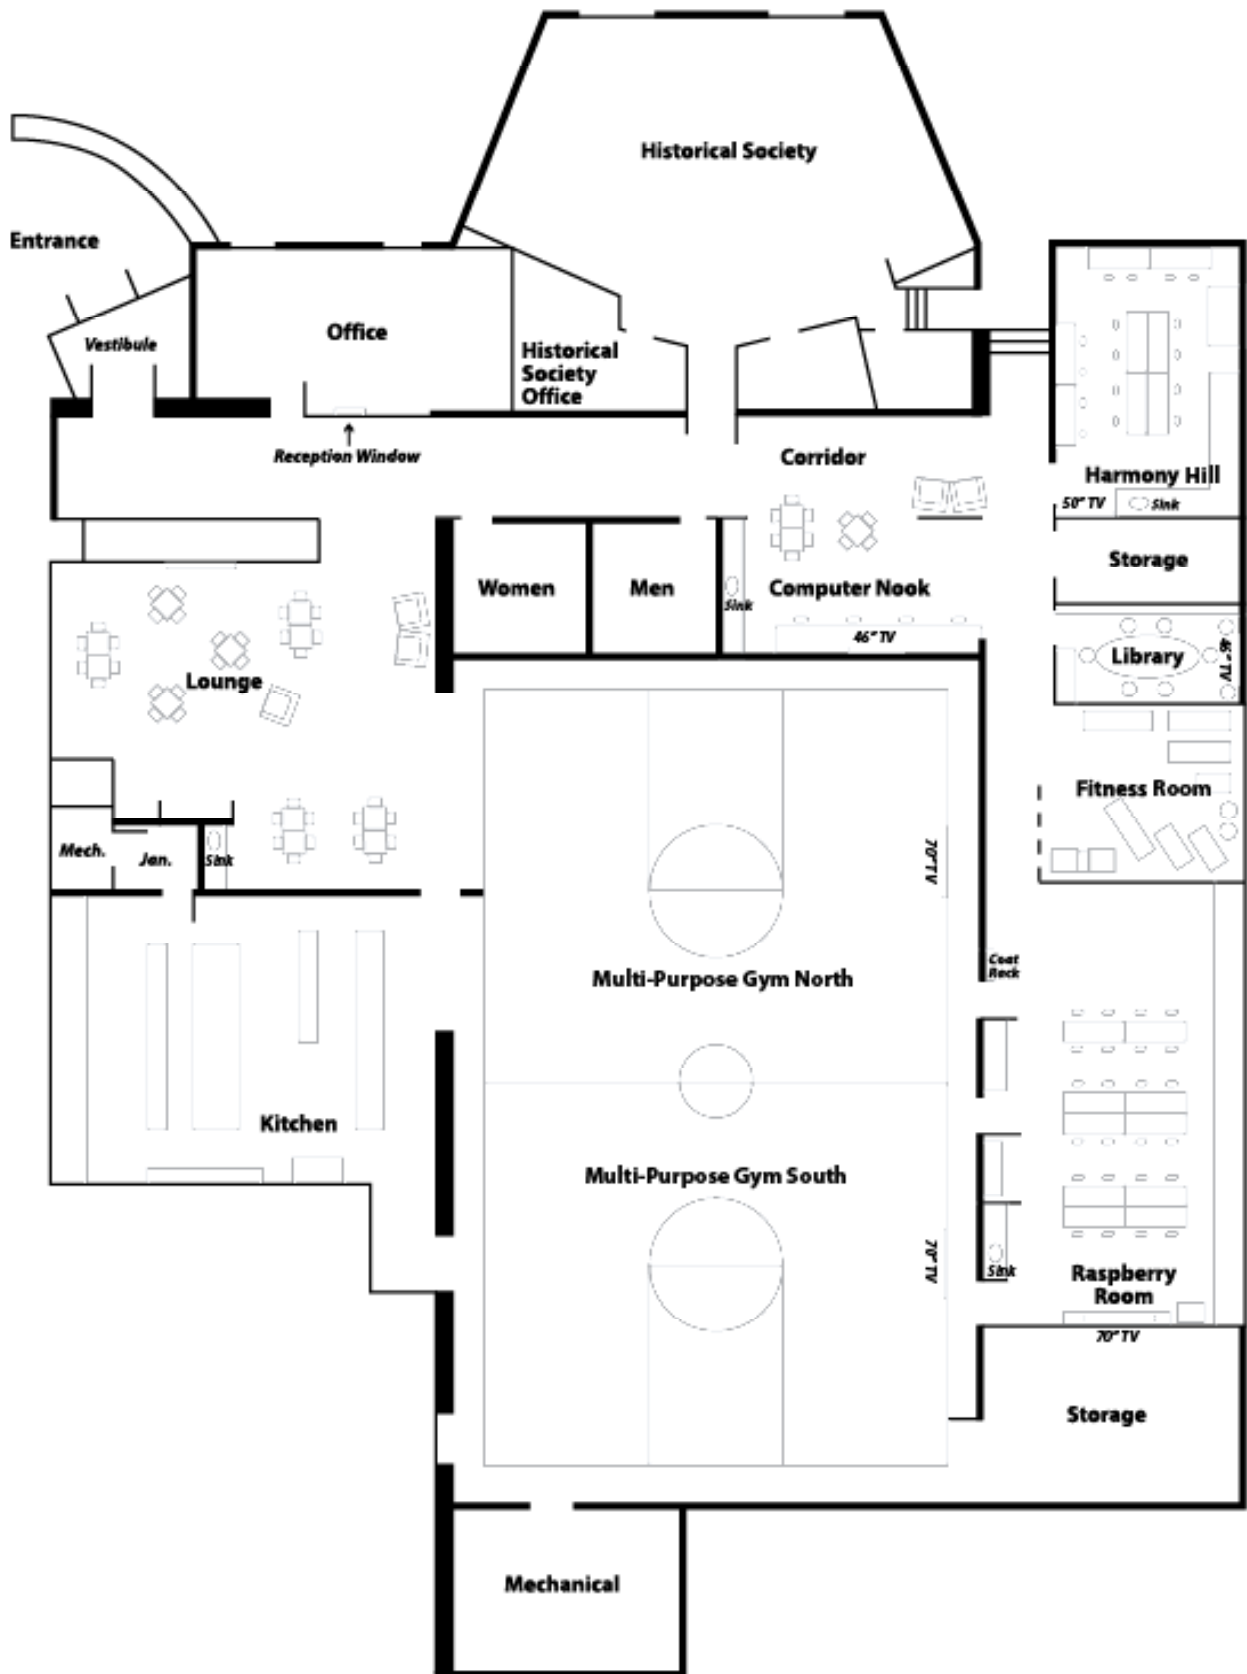 Historical Society
Entrance
Office
Vestibule
Historical
Society
Office
Reception Window
Corridor
Harmony Hill
50" TV
Sink
Storage
Women
Men
Sink
Computer Nook
46" TV
Library
46" TV
Lounge
Fitness Room
Mech.
Jan.
Sink
70" TV
Coat
Rack
Multi-Purpose Gym North
Kitchen
Multi-Purpose Gym South
70" TV
Sink
Raspberry
Room
70" TV
Storage
Mechanical